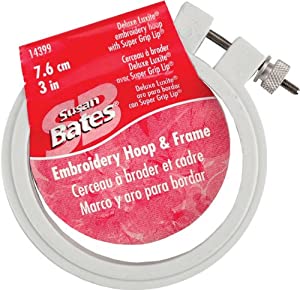 14399
7.6 cm
3 in
Deluxe Luxite®
embroidery hoop
with Super Grip Lip®
Cerceau à broder
Deluxe Luxite®
avec Super Grip Lip®
Deluxe Luxite®
aro para bordar
con Super Grip Lip®
Susan
Bates®
Embroidery Hoop & Frame
Cerceau à broder et cadre
Marco y aro para bordar